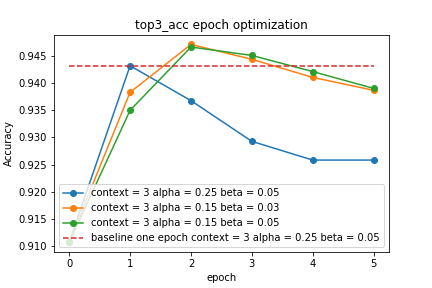 top3_acc epoch optimization
Accuracy
0.945
0.940
0.935
0.930
0.925
0.920
0.915
0.910
context = 3 alpha = 0.25 beta = 0.05
context = 3 alpha = 0.15 beta = 0.03
context = 3 alpha = 0.15 beta = 0.05
baseline one epoch context = 3 alpha = 0.25 beta = 0.05
0 1 2 3 4 5
epoch